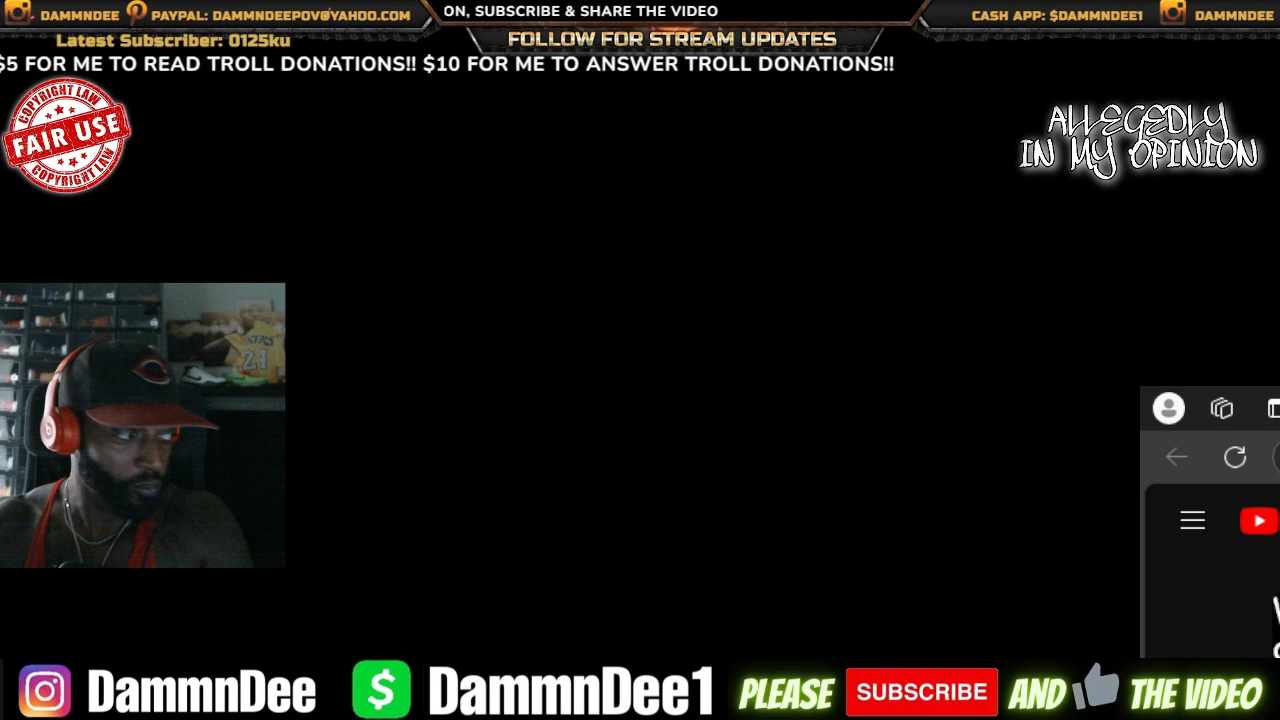 DAMMNDEE
PAYPAL: DAMMNDEEPOV@YAHOO.COM
ON, SUBSCRIBE & SHARE THE VIDEO
CASH APP: $DAMMNDEE1
DAMMNDEE
Latest Subscriber: 0125ku
FOLLOW FOR STREAM UPDATES
$5 FOR ME TO READ TROLL DONATIONS!! $10 FOR ME TO ANSWER TROLL DONATIONS!!
COPYRIGHT LAW
FAIR USE
COPYRIGHT LAW
ALLEGEDLY
IN MY OPINION
24
DammnDee
$
DammnDee1
PLEASE
SUBSCRIBE
AND
THE VIDEO